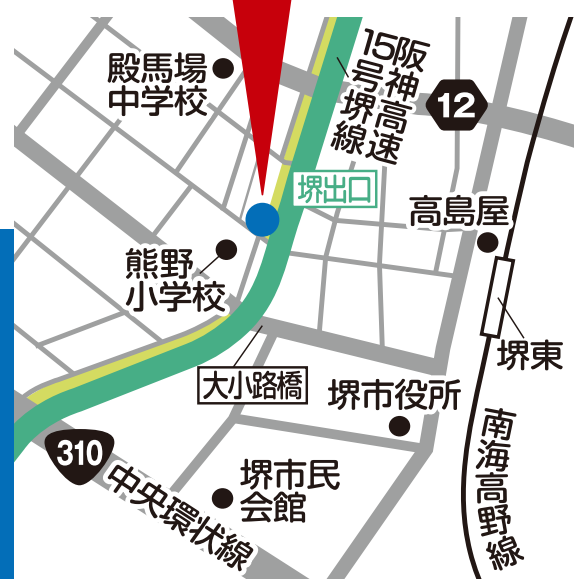 殿馬場
中学校
阪神高速
15号堺線
12
堺出口
高島屋
熊野
小学校
堺東
大小路橋
堺市役所
310
中央環状線
堺市民
会館
南海高野線